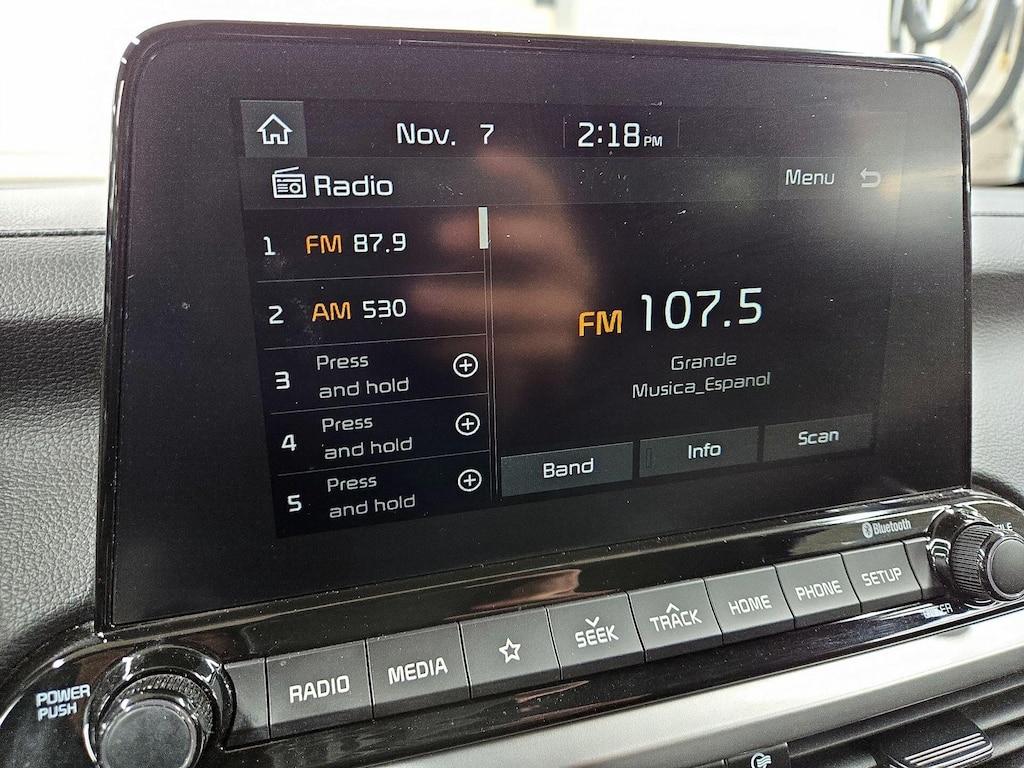 Nov. 7 2:18 PM
Radio Menu
1 FM 87.9
2 AM 530
3 Press
and hold
4 Press
and hold
5 Press
and hold
FM 107.5
Grande
Musica_Espanol
Band Info Scan
Bluetooth
POWER
PUSH
RADIO MEDIA SEEK TRACK HOME PHONE SETUP